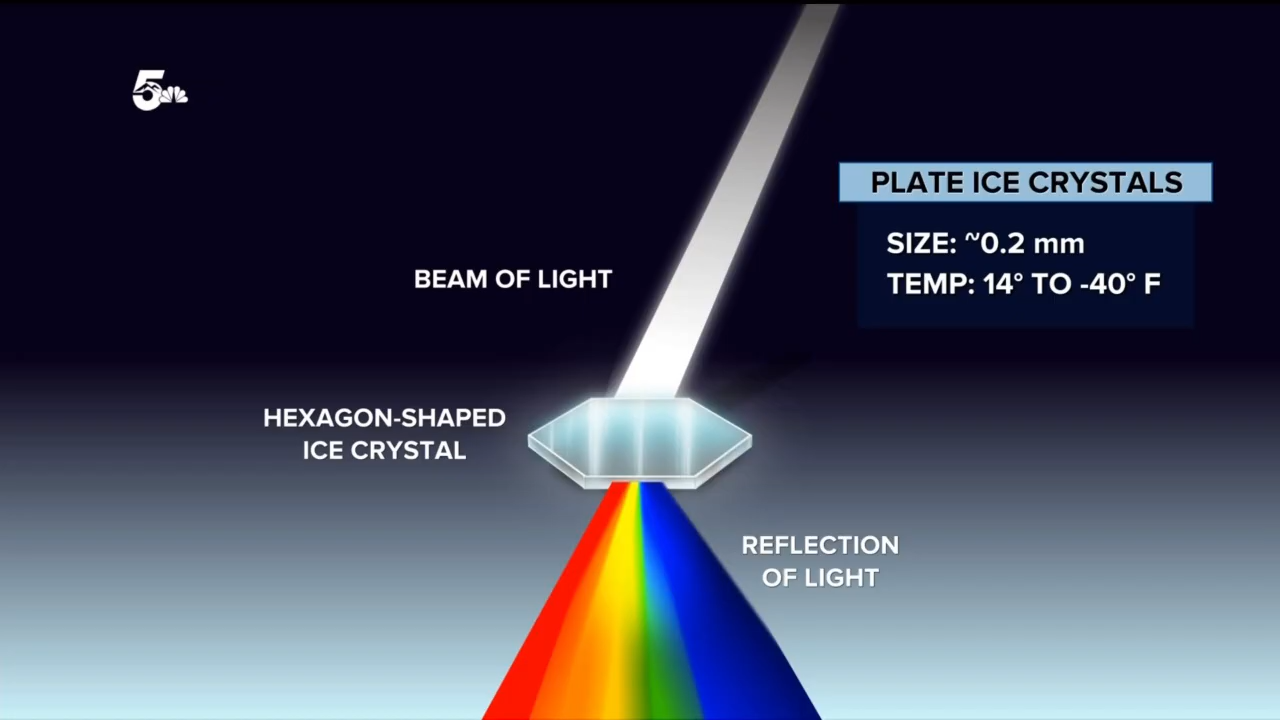 5
PLATE ICE CRYSTALS
SIZE: ~0.2 mm
TEMP: 14° TO -40° F
BEAM OF LIGHT
HEXAGON-SHAPED
ICE CRYSTAL
REFLECTION
OF LIGHT